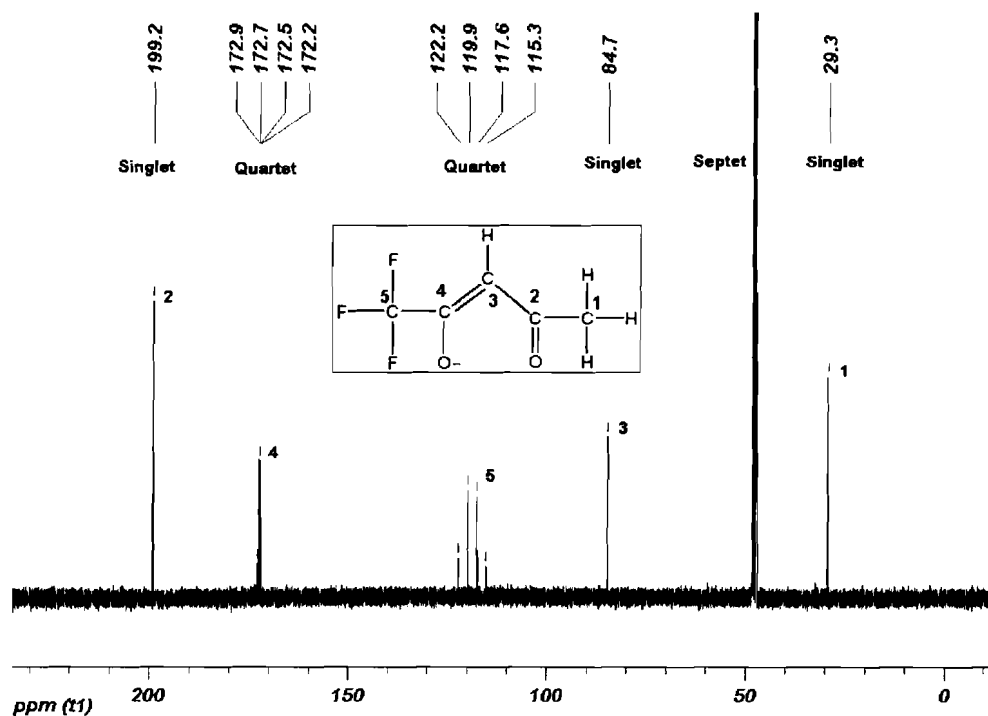 199.2 172.9 172.7 172.5 172.2 122.2 119.9 117.6 115.3 84.7 29.3
Singlet Quartet Quartet Singlet Septet Singlet
H
F H
5 4 3 2 1
F C C C C C H
F O- O H
2
4
5
3
1
200 150 100 50 0
ppm (t1)